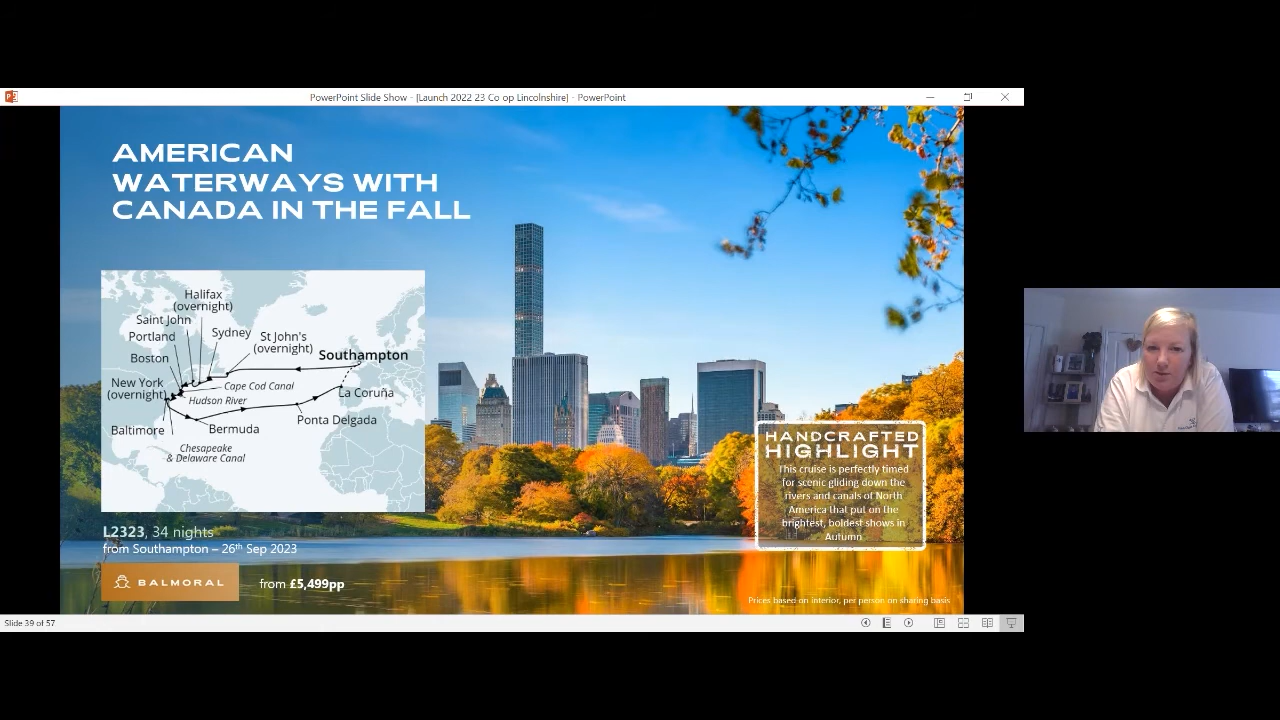 PowerPoint Slide Show - [Launch 2022 23 Co op Lincolnshire] - PowerPoint
AMERICAN
WATERWAYS WITH
CANADA IN THE FALL
Halifax
(overnight)
Saint John
Portland
Sydney
St John's
(overnight)
Boston
Southampton
New York
(overnight)
Cape Cod Canal
Hudson River
La Coruña
Baltimore
Bermuda
Ponta Delgada
Chesapeake
& Delaware Canal
HANDCRAFTED
HIGHLIGHT
This cruise is perfectly timed
for scenic gliding down the
rivers and canals of North
America that put on the
brightest, boldest shows in
Autumn
L2323, 34 nights
from Southampton – 26th Sep 2023
BALMORAL
from £5,499pp
Prices based on interior, per person on sharing basis
Slide 39 of 57